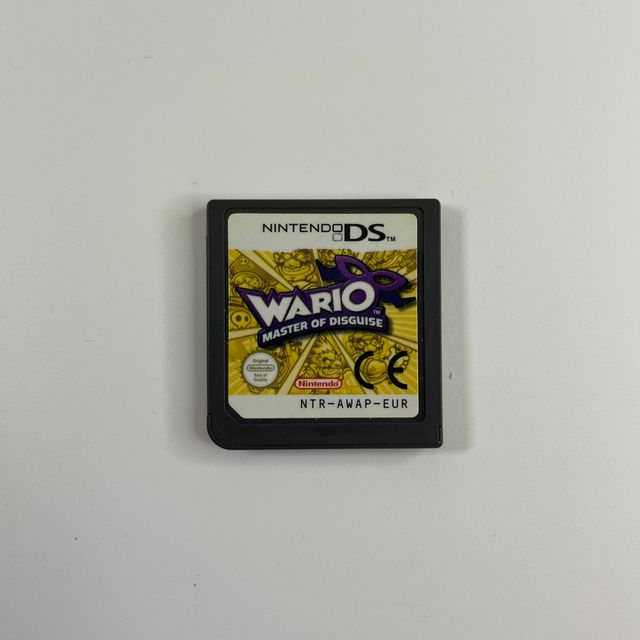 NINTENDO DS™
WARIO™
MASTER OF DISGUISE
Original
Nintendo
Seal of
Quality
Nintendo
CE
NTR-AWAP-EUR